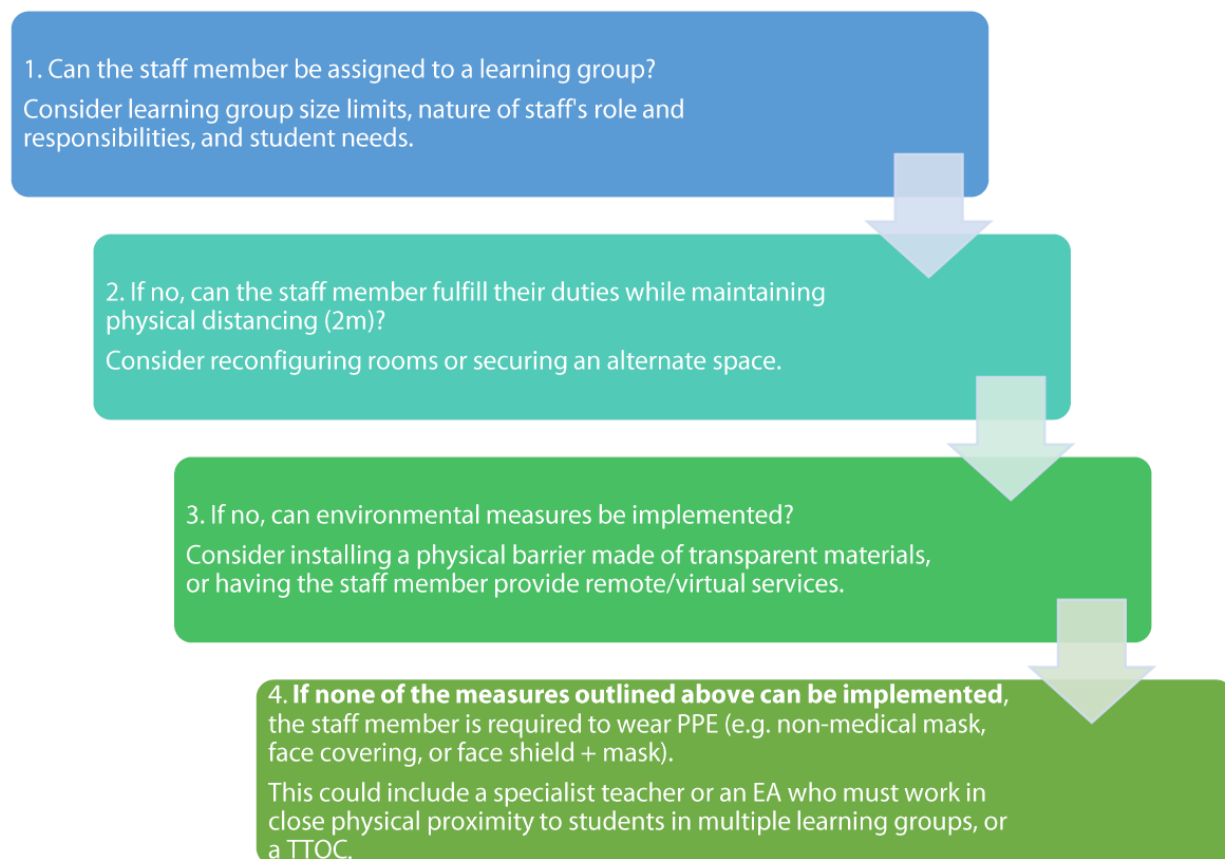 1. Can the staff member be assigned to a learning group?
Consider learning group size limits, nature of staff's role and
responsibilities, and student needs.
2. If no, can the staff member fulfill their duties while maintaining
physical distancing (2m)?
Consider reconfiguring rooms or securing an alternate space.
3. If no, can environmental measures be implemented?
Consider installing a physical barrier made of transparent materials,
or having the staff member provide remote/virtual services.
4. If none of the measures outlined above can be implemented,
the staff member is required to wear PPE (e.g. non-medical mask,
face covering, or face shield + mask).
This could include a specialist teacher or an EA who must work in
close physical proximity to students in multiple learning groups, or
a TTOC.